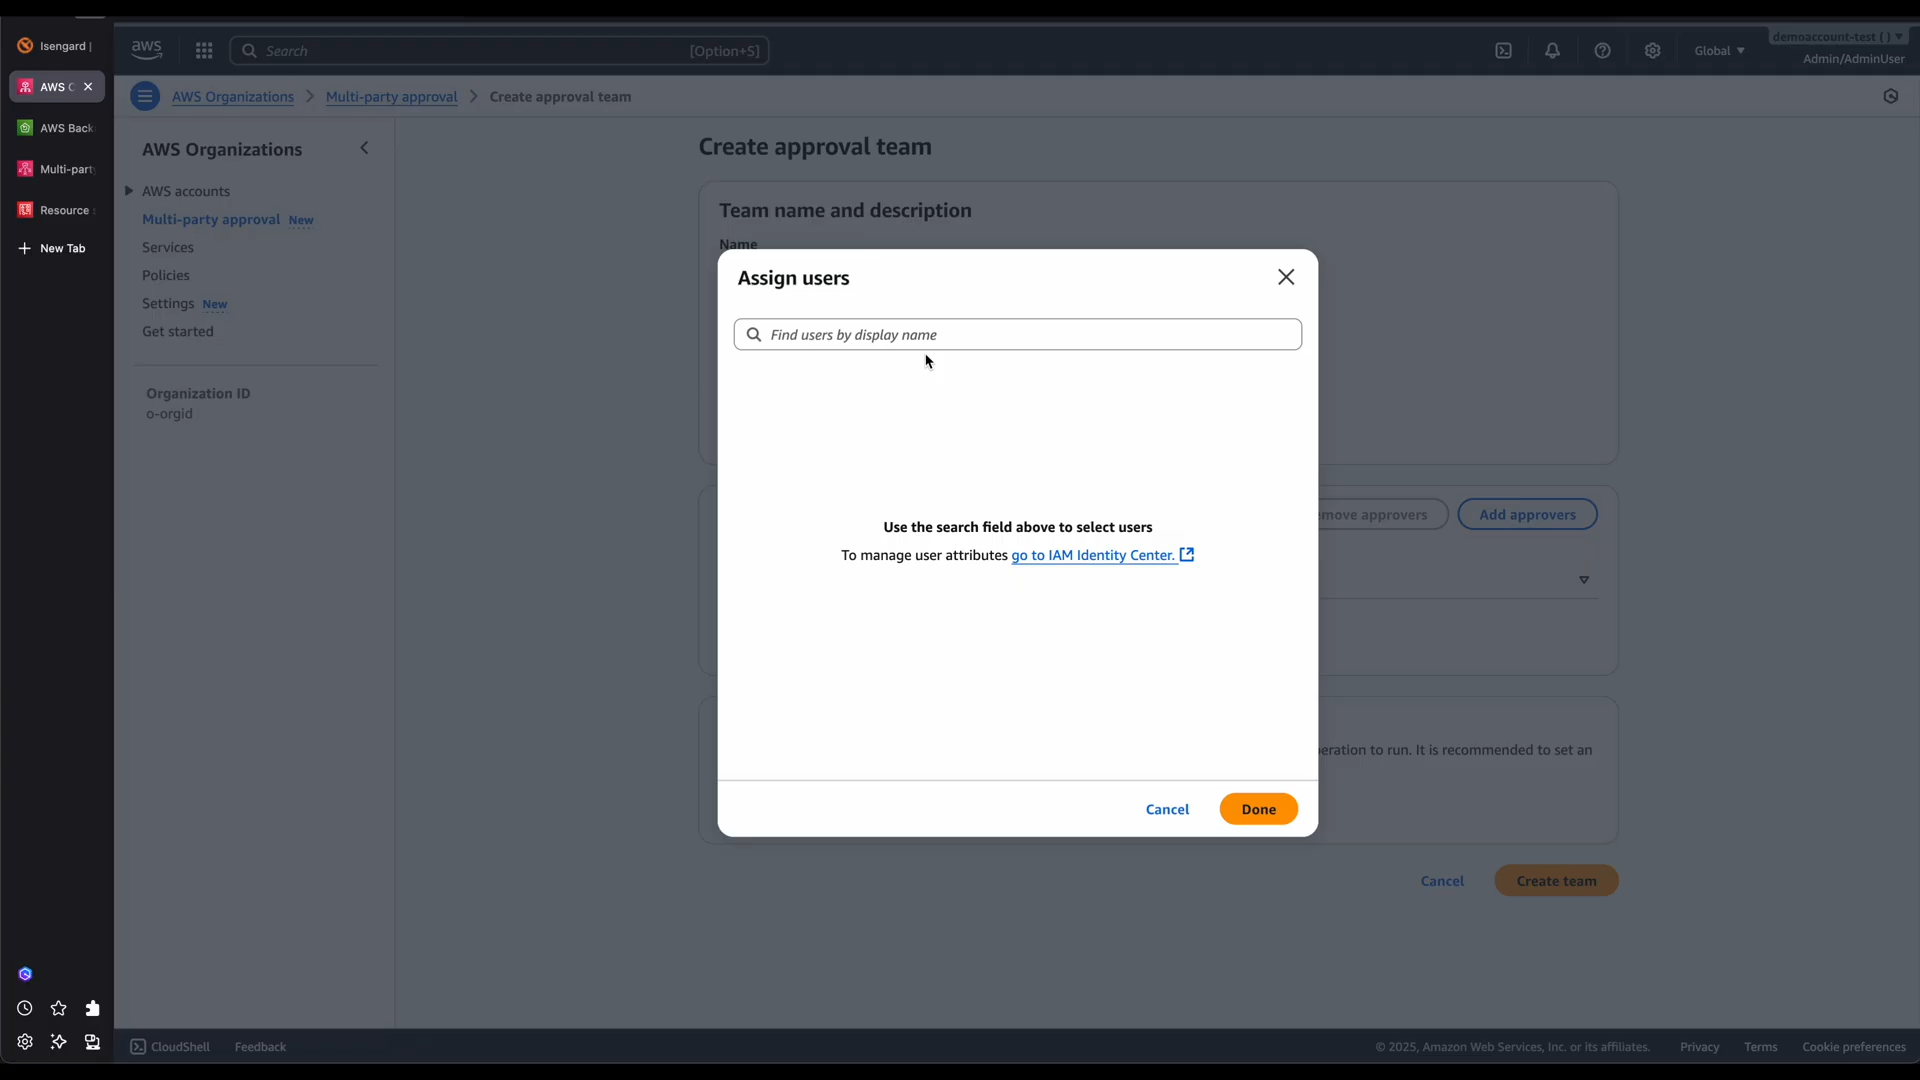 Isengard |
AWS C
AWS Back
Multi-part
Resource
New Tab
aws
Search
[Option+S]
Global
demoaccount-test ( )
Admin/AdminUser
AWS Organizations
Multi-party approval
Create approval team
AWS Organizations
AWS accounts
Multi-party approval New
Services
Policies
Settings New
Get started
Organization ID
o-orgid
Create approval team
Team name and description
Name
Assign users
Find users by display name
Use the search field above to select users
To manage user attributes go to IAM Identity Center.
Cancel
Done
emove approvers
Add approvers
eration to run. It is recommended to set an
Cancel
Create team
CloudShell
Feedback
© 2025, Amazon Web Services, Inc. or its affiliates.
Privacy
Terms
Cookie preferences